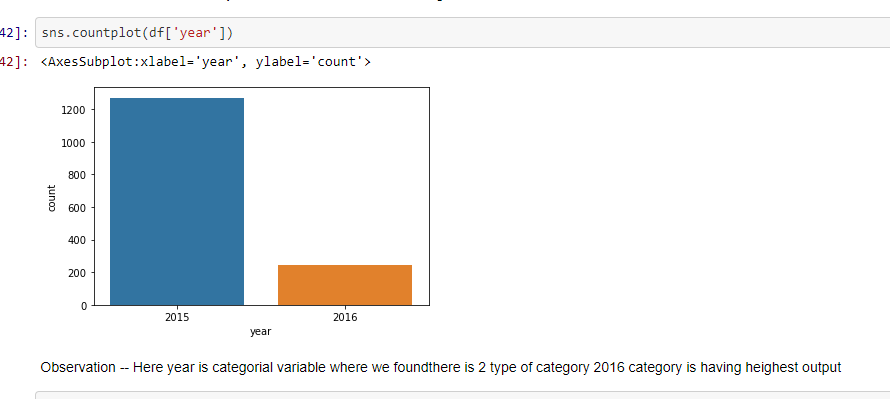 42]: sns.countplot(df['year'])
42]: <AxesSubplot:xlabel='year', ylabel='count'>
1200
1000
800
600
400
200
0
count
2015 2016
year
Observation -- Here year is categorial variable where we foundthere is 2 type of category 2016 category is having heighest output